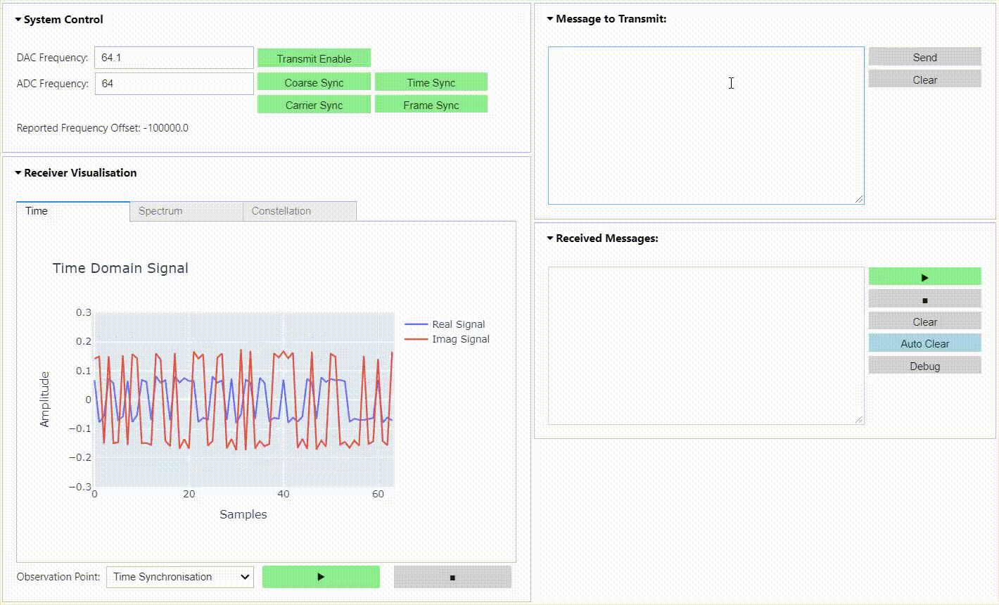 System Control
DAC Frequency: 64.1 Transmit Enable
ADC Frequency: 64 Coarse Sync Time Sync
Carrier Sync Frame Sync
Reported Frequency Offset: -100000.0
Receiver Visualisation
Time Spectrum Constellation
Time Domain Signal
Real Signal
Imag Signal
0.3
0.2
0.1
0
−0.1
−0.2
−0.3
Amplitude
0 20 40 60
Samples
Observation Point: Time Synchronisation
Message to Transmit:
Send
Clear
Received Messages:
Clear
Auto Clear
Debug